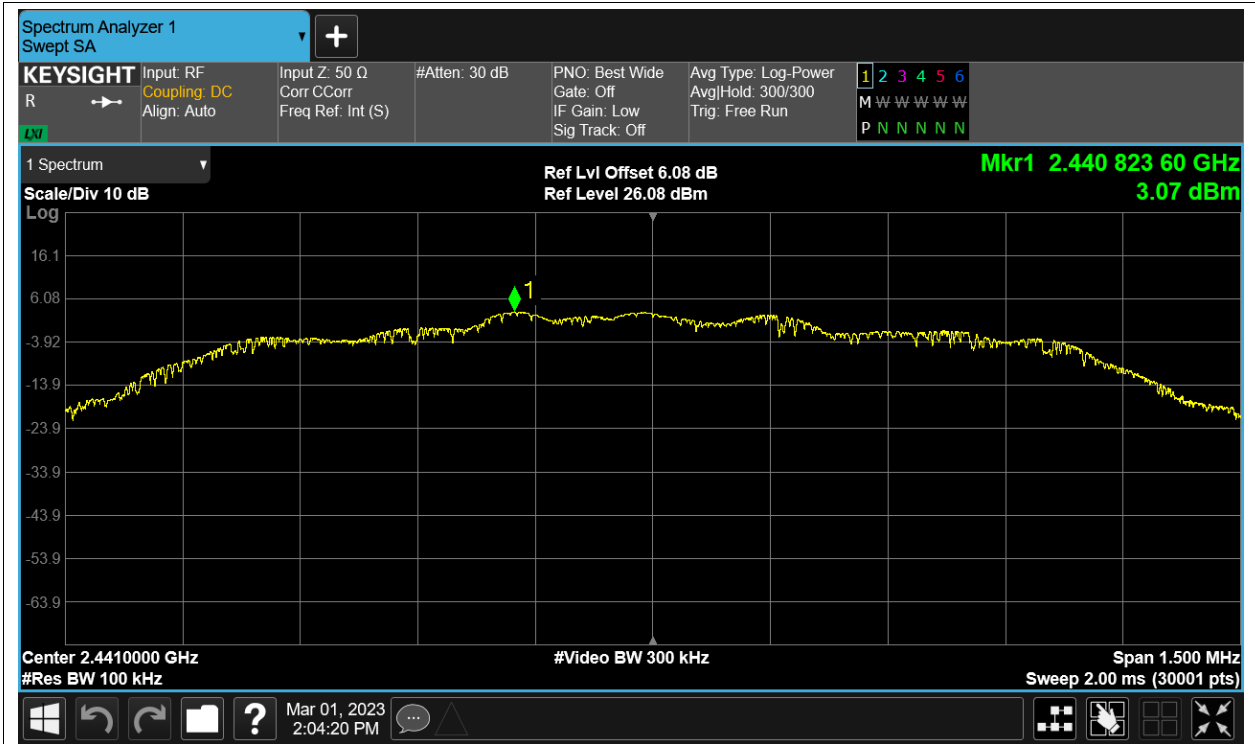 Spectrum Analyzer 1
Swept SA
+
KEYSIGHT
R
LXI
Input: RF
Coupling: DC
Align: Auto
Input Z: 50 Ω
Corr CCorr
Freq Ref: Int (S)
#Atten: 30 dB
PNO: Best Wide
Gate: Off
IF Gain: Low
Sig Track: Off
Avg Type: Log-Power
Avg|Hold: 300/300
Trig: Free Run
1 2 3 4 5 6
M W W W W W
P N N N N N
1 Spectrum
Scale/Div 10 dB
Ref Lvl Offset 6.08 dB
Ref Level 26.08 dBm
Mkr1 2.440 823 60 GHz
3.07 dBm
Log
16.1
6.08
-3.92
-13.9
-23.9
-33.9
-43.9
-53.9
-63.9
1
Center 2.4410000 GHz
#Res BW 100 kHz
#Video BW 300 kHz
Span 1.500 MHz
Sweep 2.00 ms (30001 pts)
?
Mar 01, 2023
2:04:20 PM